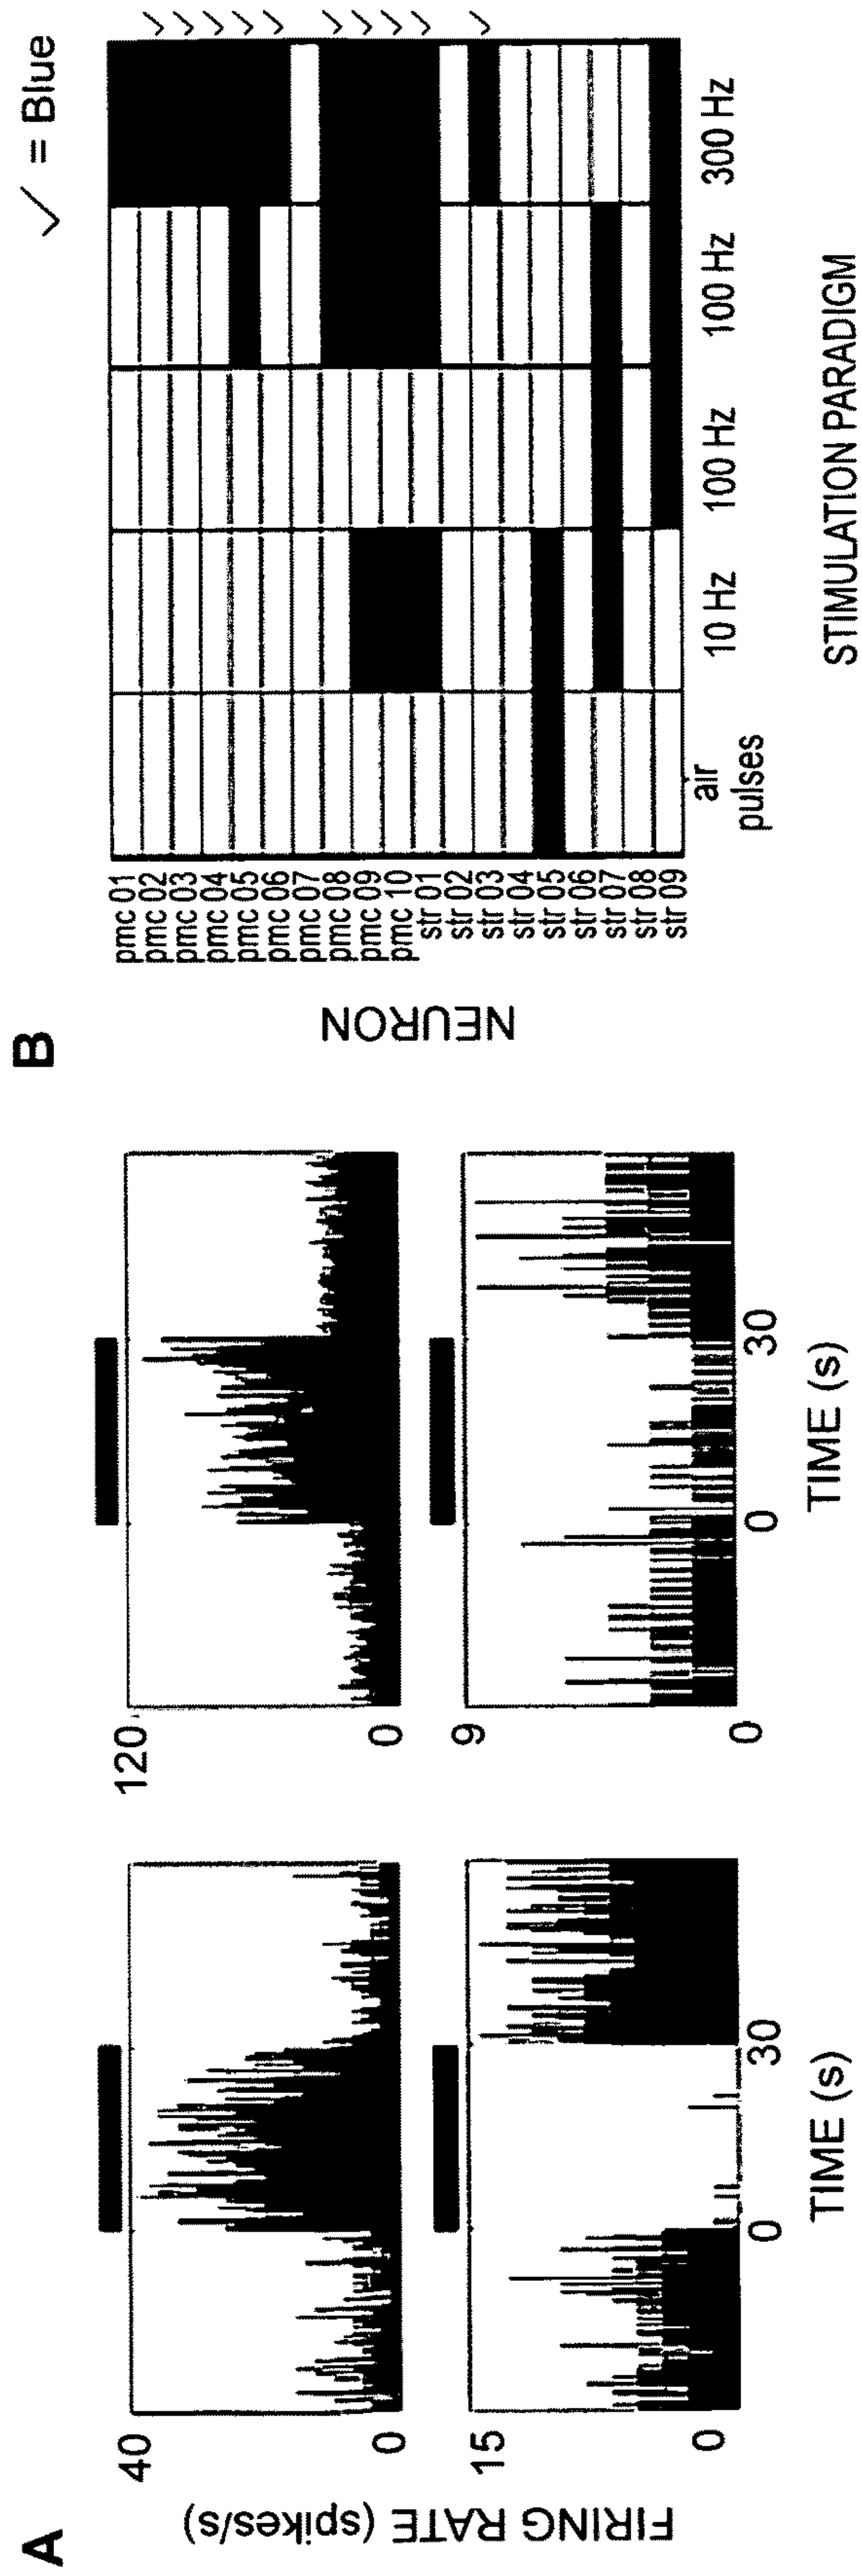 A
FIRING RATE (spikes/s)
40
0
120
0
15
0
9
0
0
30
0
30
TIME (s)
TIME (s)
B
✓ = Blue
NEURON
pmc 01
pmc 02
pmc 03
pmc 04
pmc 05
pmc 06
pmc 07
pmc 08
pmc 09
pmc 10
str 01
str 02
str 03
str 04
str 05
str 06
str 07
str 08
str 09
air
pulses
10 Hz
100 Hz
100 Hz
300 Hz
STIMULATION PARADIGM